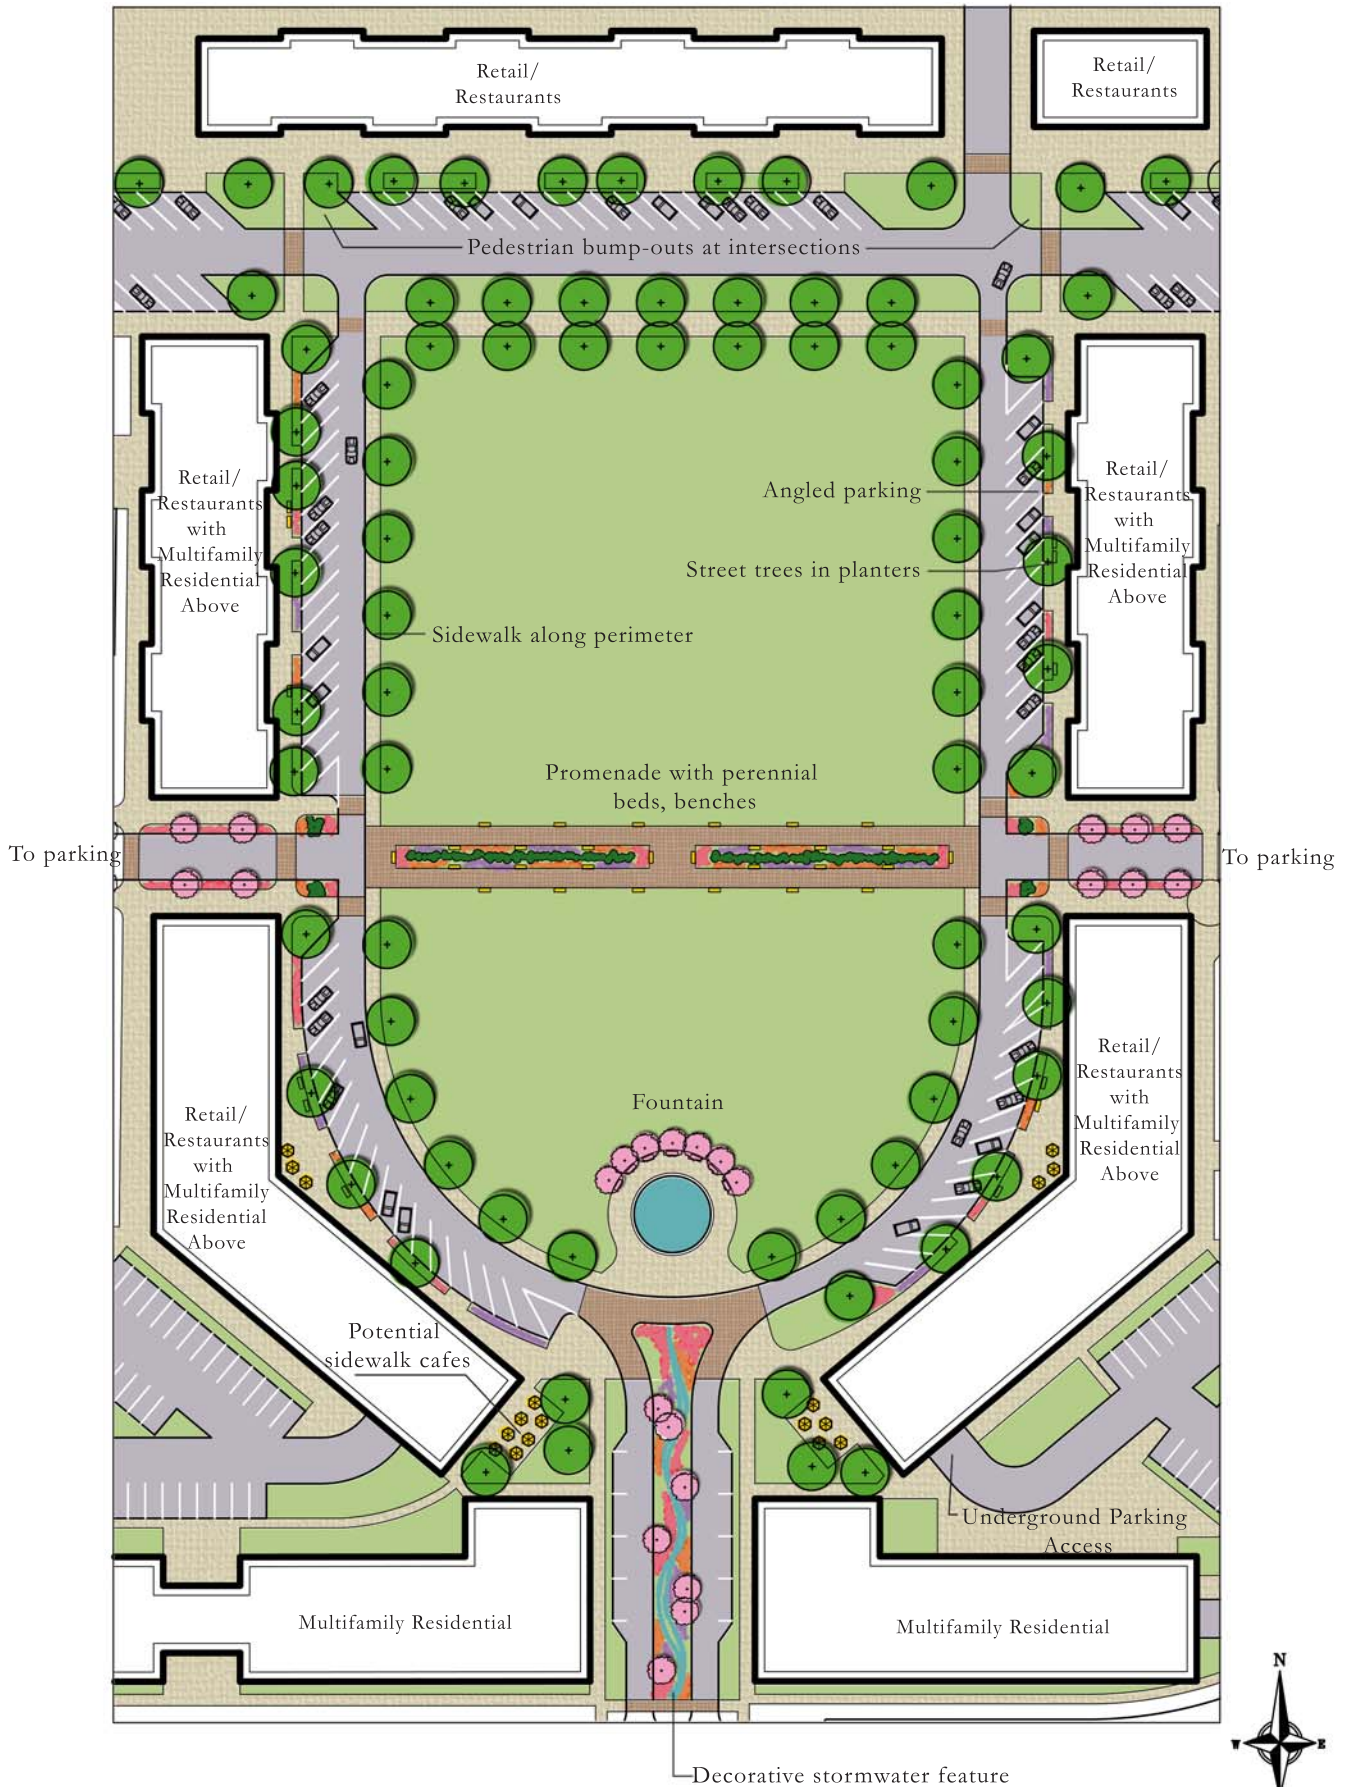 Retail/
Restaurants
Retail/
Restaurants
Pedestrian bump-outs at intersections
Retail/
Restaurants
with
Multifamily
Residential
Above
Retail/
Restaurants
with
Multifamily
Residential
Above
Angled parking
Street trees in planters
Sidewalk along perimeter
Promenade with perennial
beds, benches
To parking
To parking
Retail/
Restaurants
with
Multifamily
Residential
Above
Fountain
Retail/
Restaurants
with
Multifamily
Residential
Above
Potential
sidewalk cafes
Underground Parking
Access
Multifamily Residential
Multifamily Residential
Decorative stormwater feature
N
W E